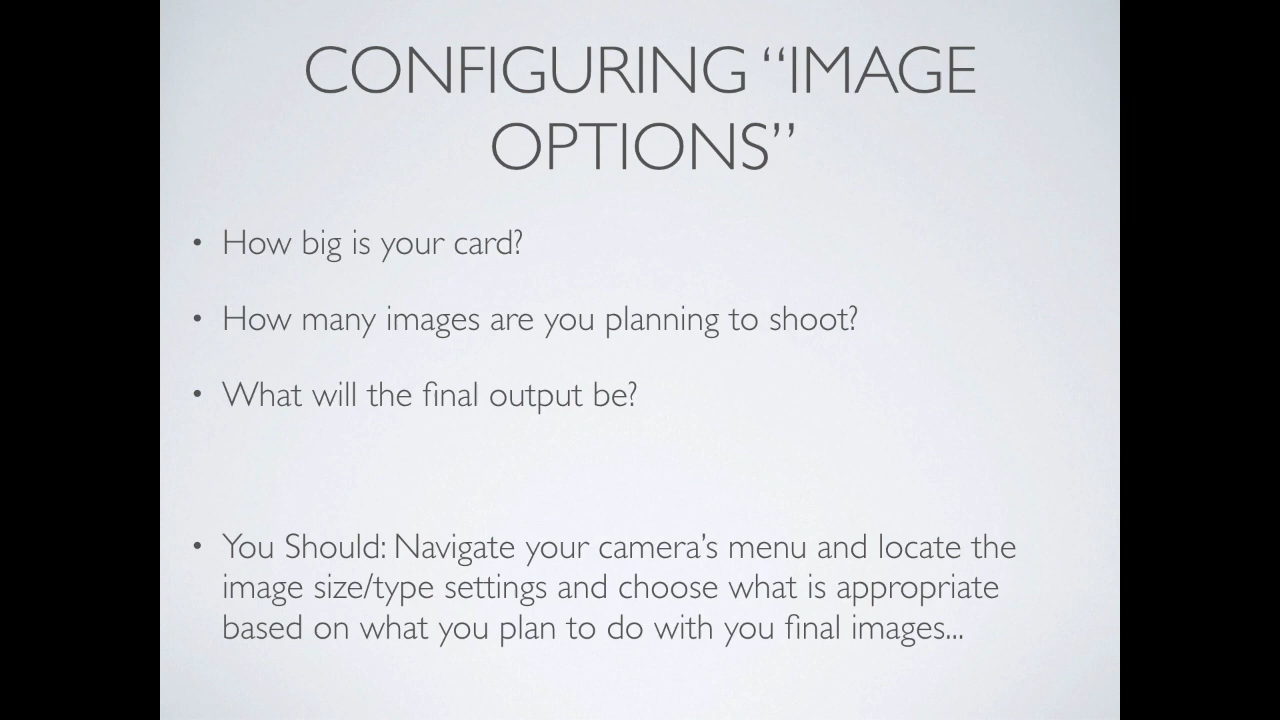 CONFIGURING “IMAGE
OPTIONS”
• How big is your card?
• How many images are you planning to shoot?
• What will the final output be?
• You Should: Navigate your camera’s menu and locate the
image size/type settings and choose what is appropriate
based on what you plan to do with you final images...